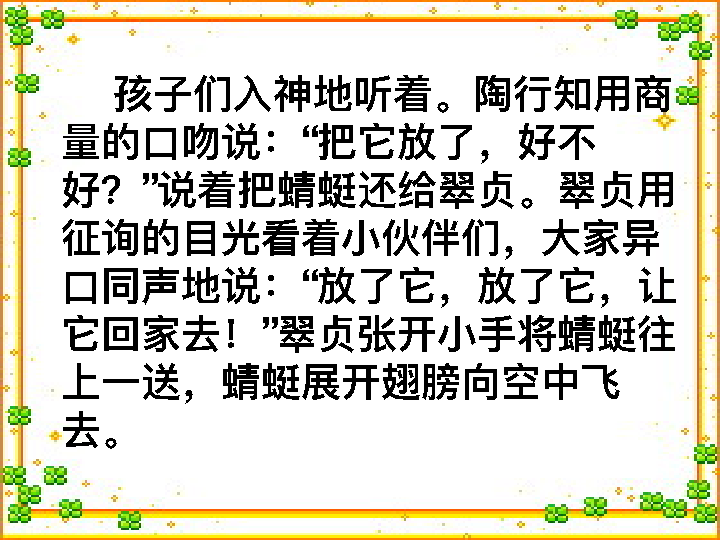 孩子们入神地听着。陶行知用商
量的口吻说：“把它放了，好不
好？”说着把蜻蜓还给翠贞。翠贞用
征询的目光看着小伙伴们，大家异
口同声地说：“放了它，放了它，让
它回家去！”翠贞张开小手将蜻蜓往
上一送，蜻蜓展开翅膀向空中飞
去。